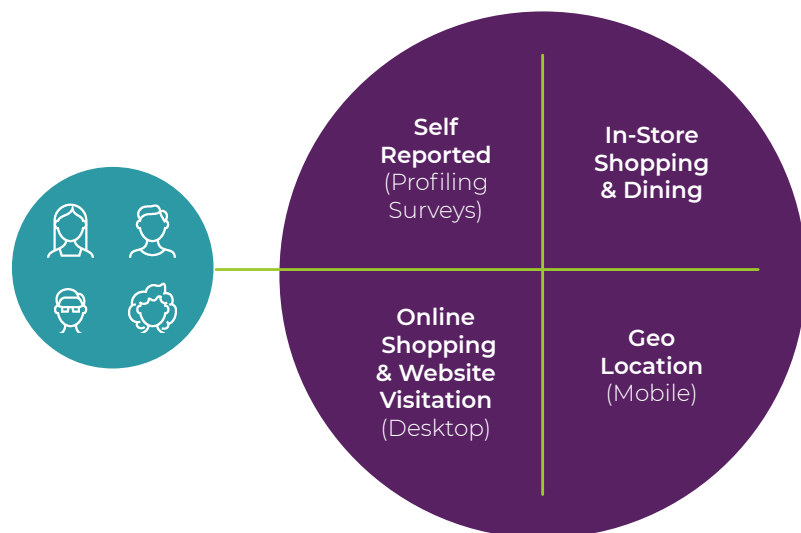 Self
Reported
(Profiling
Surveys)
In-Store
Shopping
& Dining
Online
Shopping
& Website
Visitation
(Desktop)
Geo
Location
(Mobile)